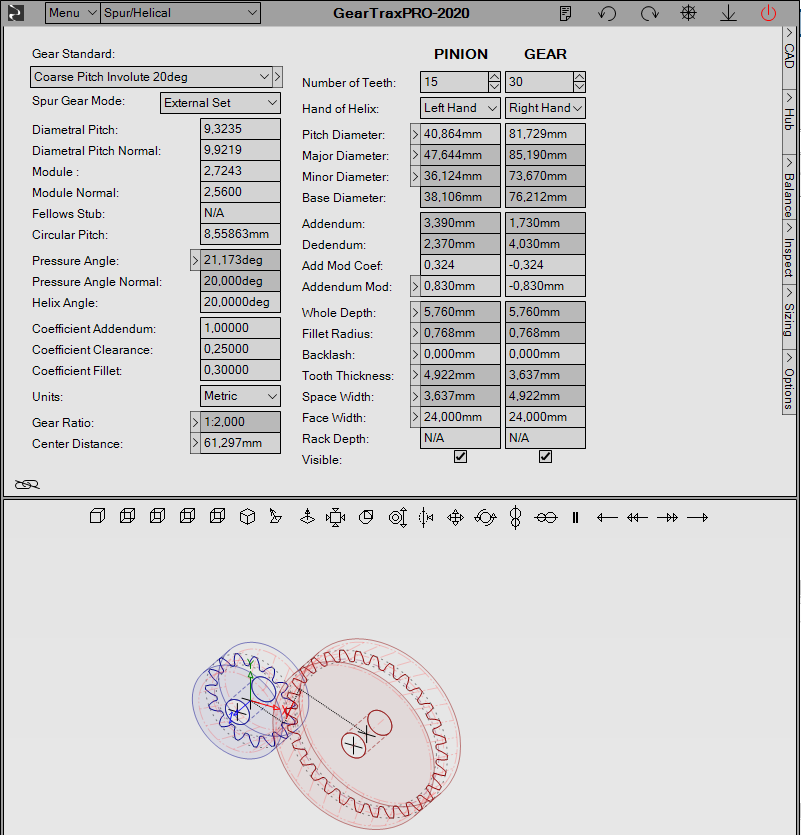 Menu Spur/Helical GearTraxPRO-2020
Gear Standard:
Coarse Pitch Involute 20deg
Spur Gear Mode: External Set
Diametral Pitch: 9,3235
Diametral Pitch Normal: 9,9219
Module : 2,7243
Module Normal: 2,5600
Fellows Stub: N/A
Circular Pitch: 8,55863mm
Pressure Angle: 21,173deg
Pressure Angle Normal: 20,000deg
Helix Angle: 20,0000deg
Coefficient Addendum: 1,00000
Coefficient Clearance: 0,25000
Coefficient Fillet: 0,30000
Units: Metric
Gear Ratio: 1:2,000
Center Distance: 61,297mm
PINION GEAR
Number of Teeth: 15 30
Hand of Helix: Left Hand Right Hand
Pitch Diameter: 40,864mm 81,729mm
Major Diameter: 47,644mm 85,190mm
Minor Diameter: 36,124mm 73,670mm
Base Diameter: 38,106mm 76,212mm
Addendum: 3,390mm 1,730mm
Dedendum: 2,370mm 4,030mm
Add Mod Coef: 0,324 -0,324
Addendum Mod: 0,830mm -0,830mm
Whole Depth: 5,760mm 5,760mm
Fillet Radius: 0,768mm 0,768mm
Backlash: 0,000mm 0,000mm
Tooth Thickness: 4,922mm 3,637mm
Space Width: 3,637mm 4,922mm
Face Width: 24,000mm 24,000mm
Rack Depth: N/A N/A
Visible:
CAD
Hub
Balance
Inspect
Sizing
Options